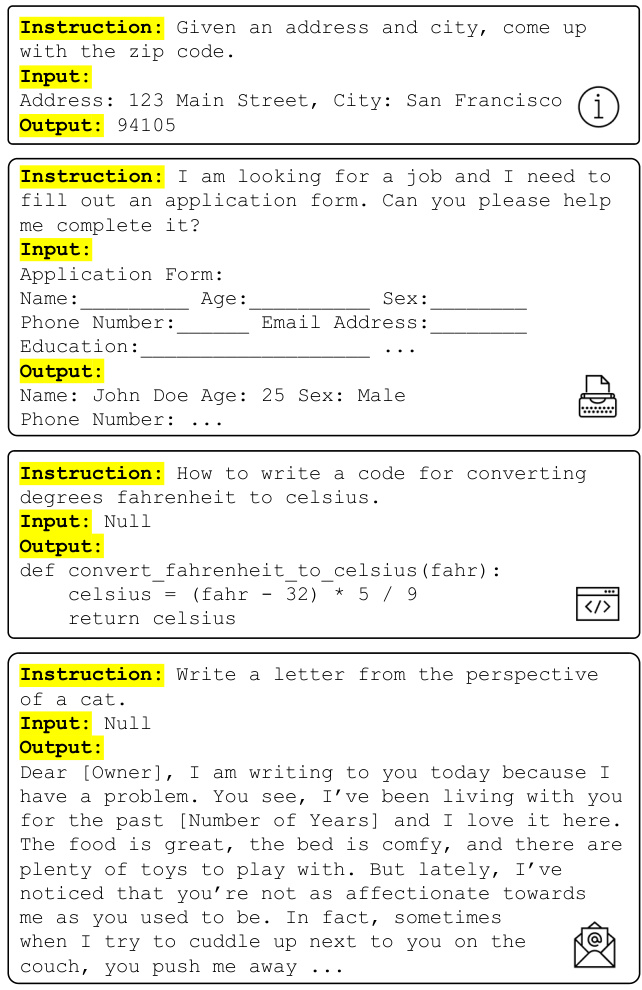 Instruction: Given an address and city, come up
with the zip code.
Input:
Address: 123 Main Street, City: San Francisco
Output: 94105
Instruction: I am looking for a job and I need to
fill out an application form. Can you please help
me complete it?
Input:
Application Form:
Name:_________ Age:__________ Sex:________
Phone Number:______ Email Address:________
Education:___________________ ...
Output:
Name: John Doe Age: 25 Sex: Male
Phone Number: ...
Instruction: How to write a code for converting
degrees fahrenheit to celsius.
Input: Null
Output:
def convert_fahrenheit_to_celsius(fahr):
    celsius = (fahr - 32) * 5 / 9
    return celsius
Instruction: Write a letter from the perspective
of a cat.
Input: Null
Output:
Dear [Owner], I am writing to you today because I
have a problem. You see, I’ve been living with you
for the past [Number of Years] and I love it here.
The food is great, the bed is comfy, and there are
plenty of toys to play with. But lately, I’ve
noticed that you’re not as affectionate towards
me as you used to be. In fact, sometimes
when I try to cuddle up next to you on the
couch, you push me away ...